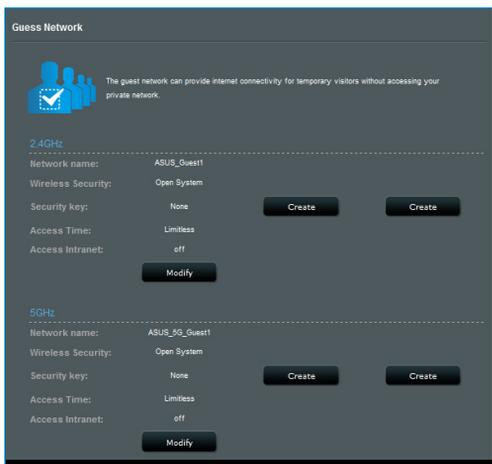 Guess Network
The guest network can provide internet connectivity for temporary visitors without accessing your
private network.
2.4GHz
Network name: ASUS_Guest1
Wireless Security: Open System
Security key: None Create Create
Access Time: Limitless
Access Intranet: off
Modify
5GHz
Network name: ASUS_5G_Guest1
Wireless Security: Open System
Security key: None Create Create
Access Time: Limitless
Access Intranet: off
Modify